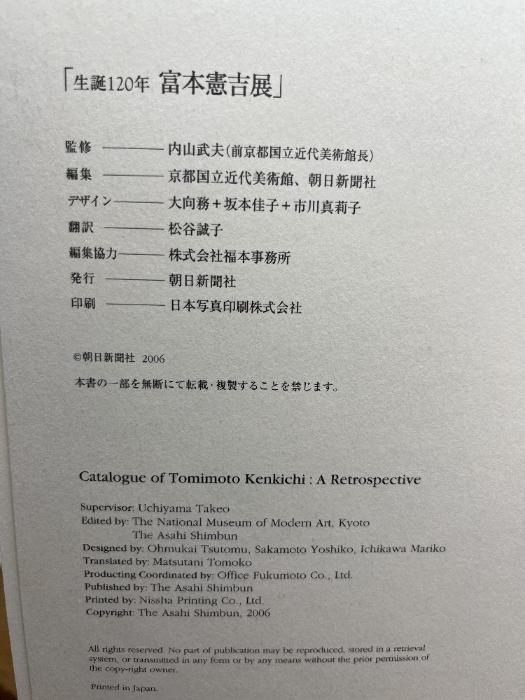 「生誕120年 富本憲吉展」
監修 ―――― 内山武夫(前京都国立近代美術館長)
編集 ―――― 京都国立近代美術館、朝日新聞社
デザイン ―――― 大向務+坂本佳子+市川真莉子
翻訳 ―――― 松谷誠子
編集協力 ―――― 株式会社福本事務所
発行 ―――― 朝日新聞社
印刷 ―――― 日本写真印刷株式会社
©朝日新聞社 2006
本書の一部を無断にて転載・複製することを禁じます。
Catalogue of Tomimoto Kenkichi : A Retrospective
Supervisor: Uchiyama Takeo
Edited by: The National Museum of Modern Art, Kyoto
The Asahi Shimbun
Designed by: Ohmukai Tsutomu, Sakamoto Yoshiko, Ichikawa Mariko
Translated by: Matsutani Tomoko
Producting Coordinated by: Office Fukumoto Co., Ltd.
Published by: The Asahi Shimbun
Printed by: Nissha Printing Co., Ltd.
Copyright: The Asahi Shimbun, 2006
All rights reserved. No part of publication may be reproduced, stored in a retrieval
system, or transmitted in any form or by any means without the prior permission of
the copy-right owner.
Printed in Japan.